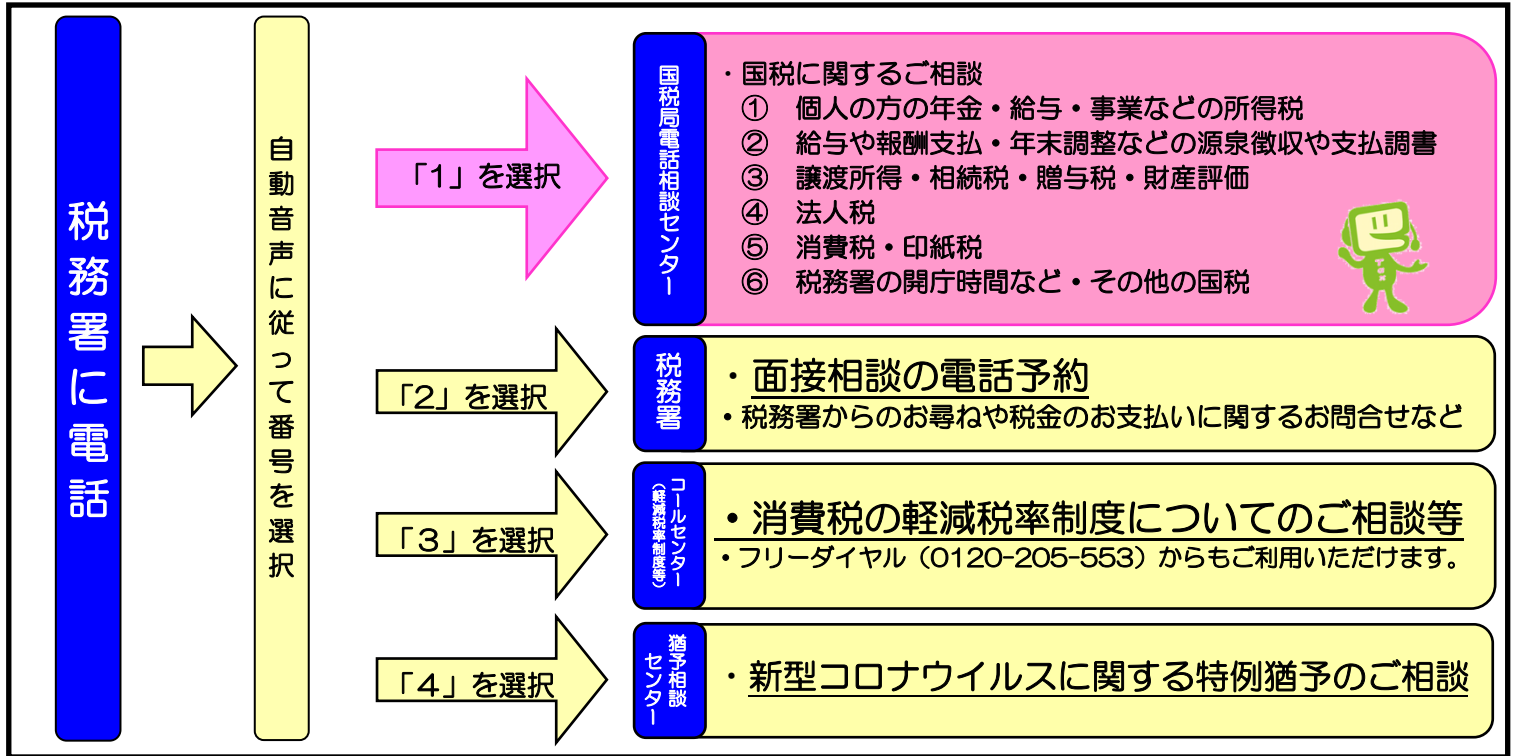 税務署に電話
自動音声に従って番号を選択
「1」を選択
国税局電話相談センター
・国税に関するご相談
① 個人の方の年金・給与・事業などの所得税
② 給与や報酬支払・年末調整などの源泉徴収や支払調書
③ 譲渡所得・相続税・贈与税・財産評価
④ 法人税
⑤ 消費税・印紙税
⑥ 税務署の開庁時間など・その他の国税
「2」を選択
税務署
・面接相談の電話予約
・税務署からのお尋ねや税金のお支払いに関するお問合せなど
「3」を選択
コールセンター
（軽減税率制度等）
・消費税の軽減税率制度についてのご相談等
・フリーダイヤル（0120-205-553）からもご利用いただけます。
「4」を選択
猶予相談
センター
・新型コロナウイルスに関する特例猶予のご相談